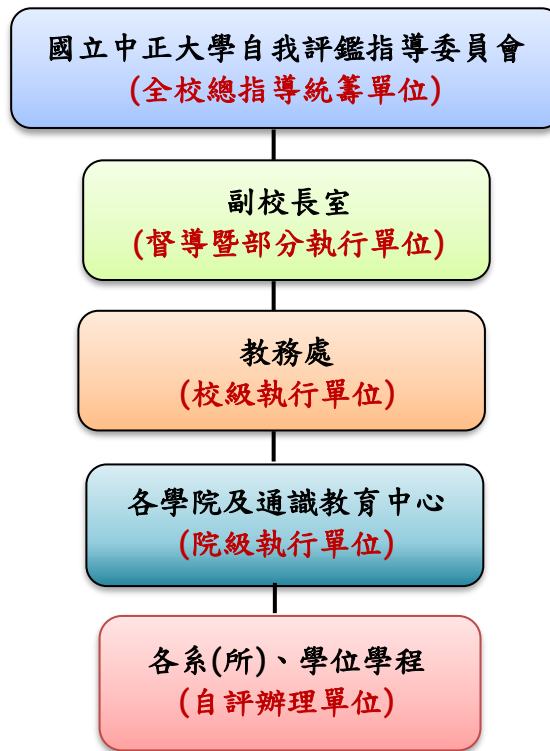 國立中正大學自我評鑑指導委員會
(全校總指導統籌單位)
副校長室
(督導暨部分執行單位)
教務處
(校級執行單位)
各學院及通識教育中心
(院級執行單位)
各系(所)、學位學程
(自評辦理單位)